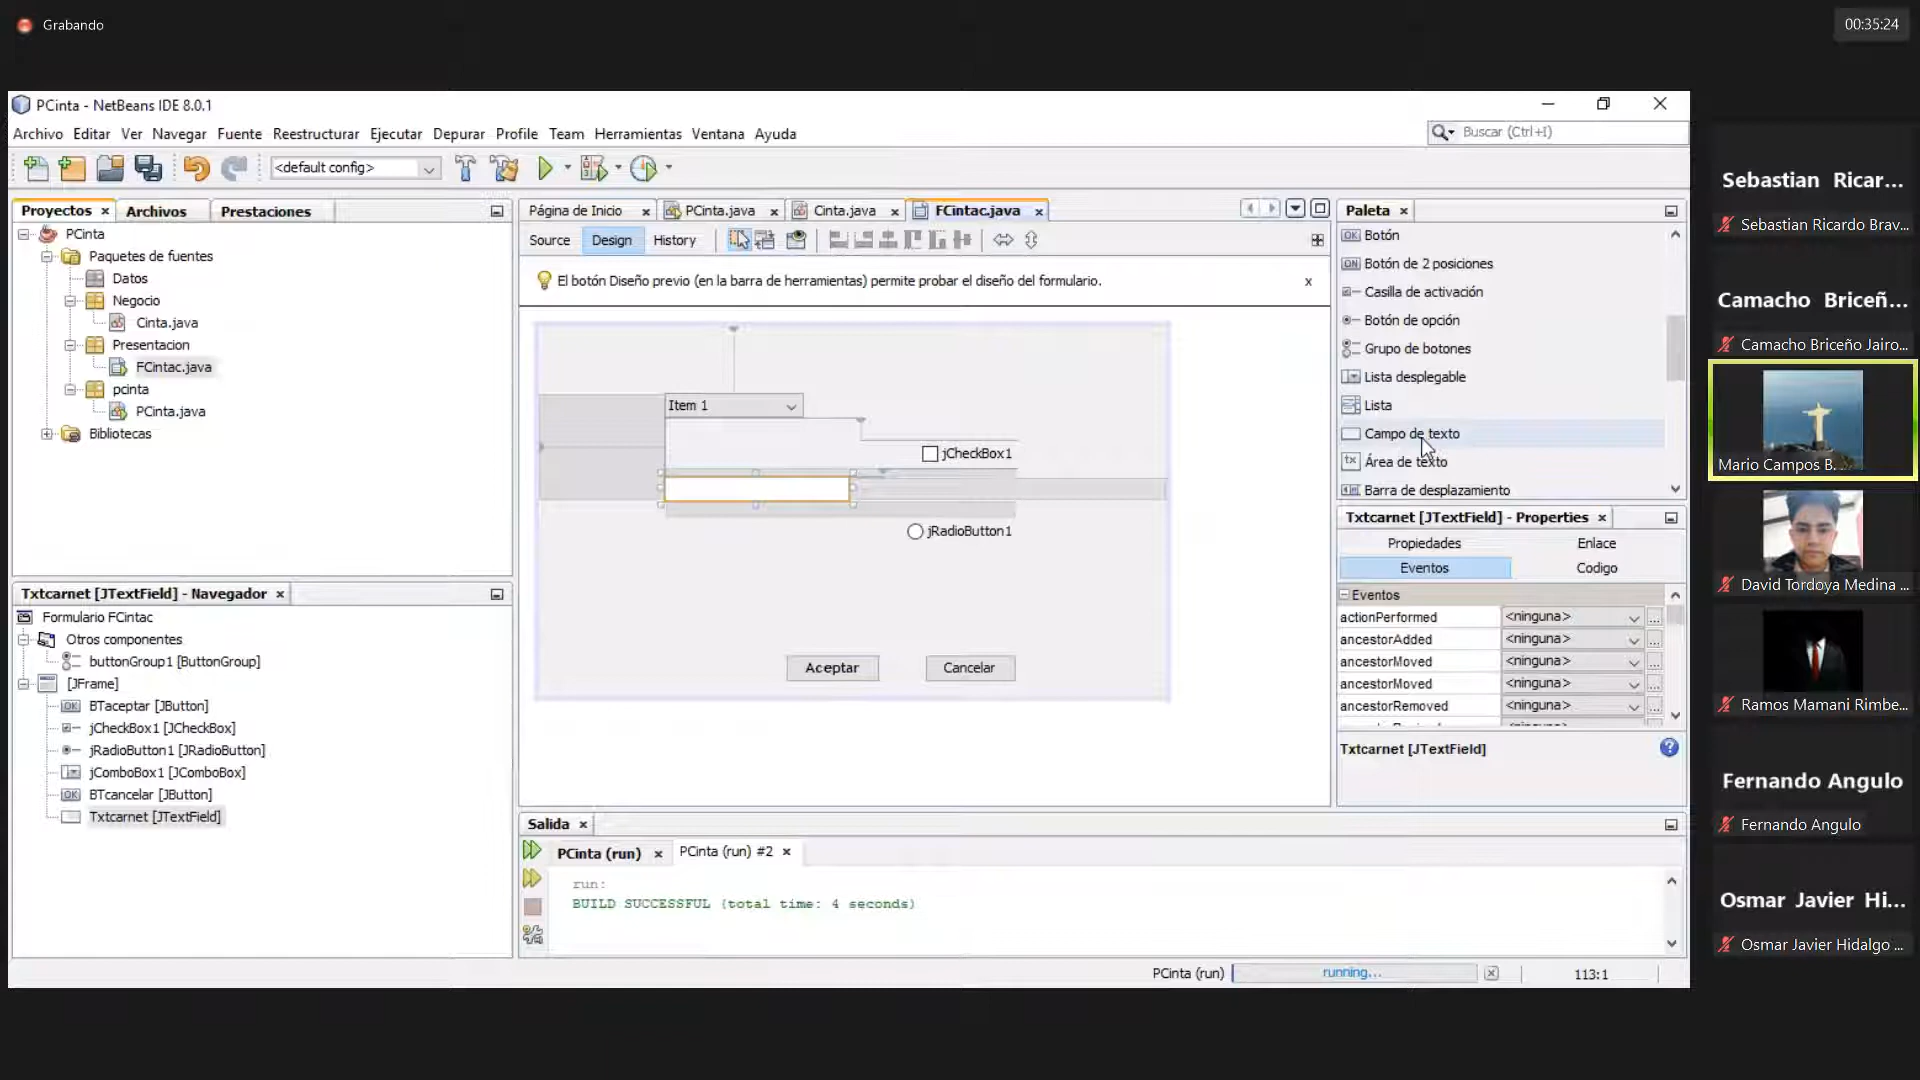 Grabando
00:35:24
PCinta - NetBeans IDE 8.0.1
Archivo Editar Ver Navegar Fuente Reestructurar Ejecutar Depurar Profile Team Herramientas Ventana Ayuda
Buscar (Ctrl+I)
<default config>
Proyectos
Archivos
Prestaciones
PCinta
Paquetes de fuentes
Datos
Negocio
Cinta.java
Presentacion
FCintac.java
pcinta
PCinta.java
Bibliotecas
Txtcarnet [JTextField] - Navegador
Formulario FCintac
Otros componentes
buttonGroup1 [ButtonGroup]
[JFrame]
BTaceptar [JButton]
jCheckBox1 [JCheckBox]
jRadioButton1 [JRadioButton]
jComboBox1 [JComboBox]
BTcancelar [JButton]
Txtcarnet [JTextField]
Página de Inicio
PCinta.java
Cinta.java
FCintac.java
Source Design History
El botón Diseño previo (en la barra de herramientas) permite probar el diseño del formulario.
Item 1
jCheckBox1
jRadioButton1
Aceptar
Cancelar
Salida
PCinta (run)
PCinta (run) #2
run:
BUILD SUCCESSFUL (total time: 4 seconds)
PCinta (run)
running...
113:1
Paleta
OK Botón
ON Botón de 2 posiciones
Casilla de activación
Botón de opción
Grupo de botones
Lista desplegable
Lista
Campo de texto
tx Área de texto
Barra de desplazamiento
Txtcarnet [JTextField] - Properties
Propiedades Enlace
Eventos Codigo
Eventos
actionPerformed <ninguna> ...
ancestorAdded <ninguna> ...
ancestorMoved <ninguna> ...
ancestorMoved <ninguna> ...
ancestorRemoved <ninguna> ...
Txtcarnet [JTextField]
Sebastian Ricar...
Sebastian Ricardo Brav...
Camacho Briceñ...
Camacho Briceño Jairo...
Mario Campos B.
David Tordoya Medina ...
Ramos Mamani Rimbe...
Fernando Angulo
Fernando Angulo
Osmar Javier Hi...
Osmar Javier Hidalgo ...